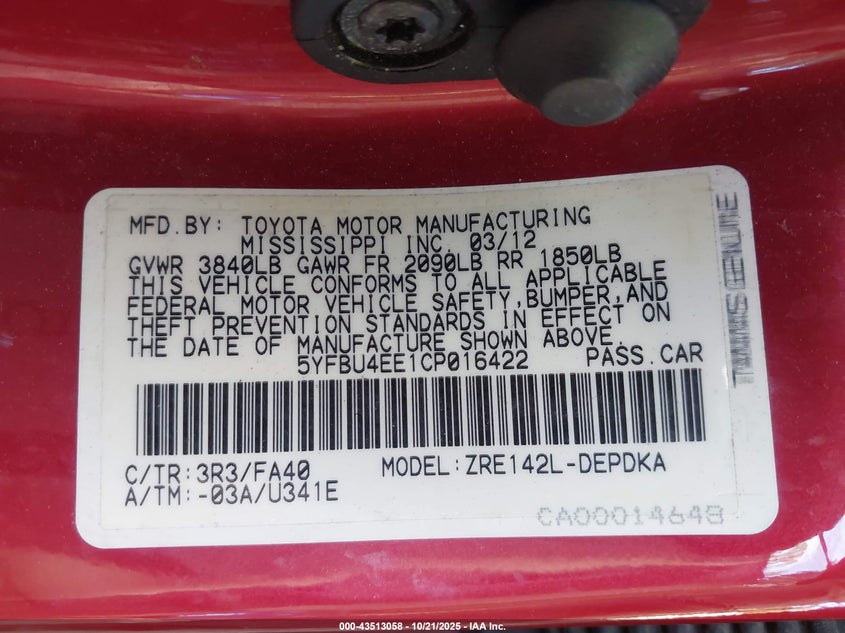 MFD.BY: TOYOTA MOTOR MANUFACTURING
MISSISSIPPI INC. 03/12
GVWR 3840LB GAWR FR 2090LB RR 1850LB
THIS VEHICLE CONFORMS TO ALL APPLICABLE
FEDERAL MOTOR VEHICLE SAFETY,BUMPER,AND
THEFT PREVENTION STANDARDS IN EFFECT ON
THE DATE OF MANUFACTURE SHOWN ABOVE.
5YFBU4EE1CP016422 PASS.CAR
C/TR:3R3/FA40 MODEL:ZRE142L-DEPDKA
A/TM:-03A/U341E
CA00014648
GENUINE
000-43513058 - 10/21/2025 - IAA Inc.